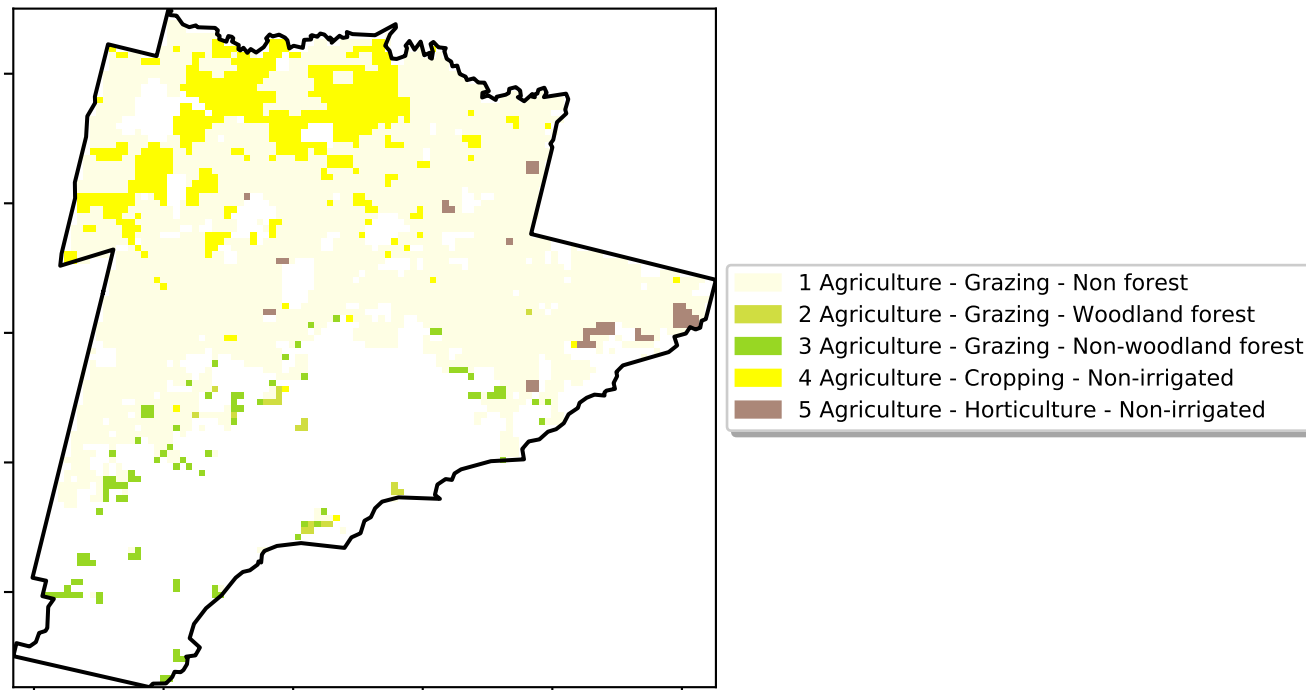 1 Agriculture - Grazing - Non forest
2 Agriculture - Grazing - Woodland forest
3 Agriculture - Grazing - Non-woodland forest
4 Agriculture - Cropping - Non-irrigated
5 Agriculture - Horticulture - Non-irrigated